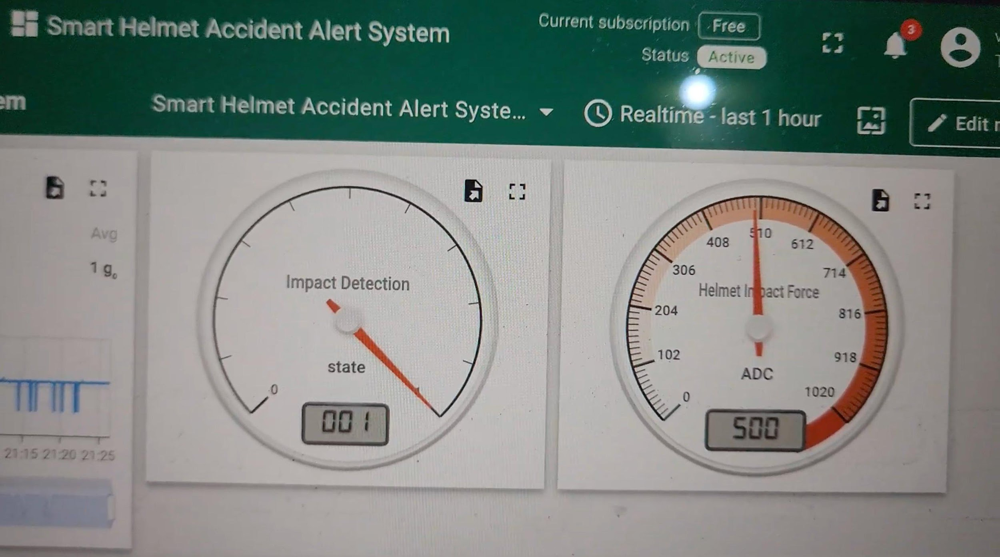 Smart Helmet Accident Alert System
Current subscription Free
Status Active
3
em
Smart Helmet Accident Alert Syste...
Realtime - last 1 hour
Edit
Avg
1 g₀
21:15 21:20 21:25
Impact Detection
state
0
001
0
102
204
306
408
510
612
714
816
918
1020
Helmet Impact Force
ADC
500